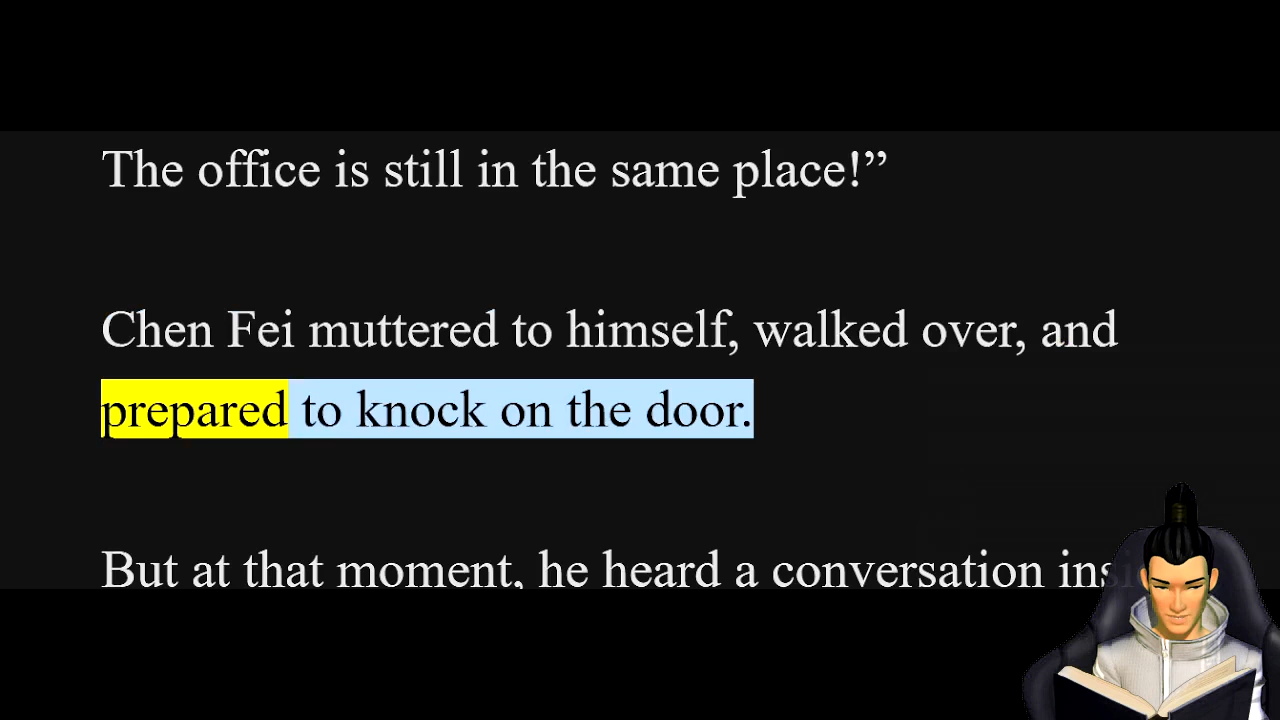 The office is still in the same place!”
Chen Fei muttered to himself, walked over, and
prepared to knock on the door.
But at that moment, he heard a conversation